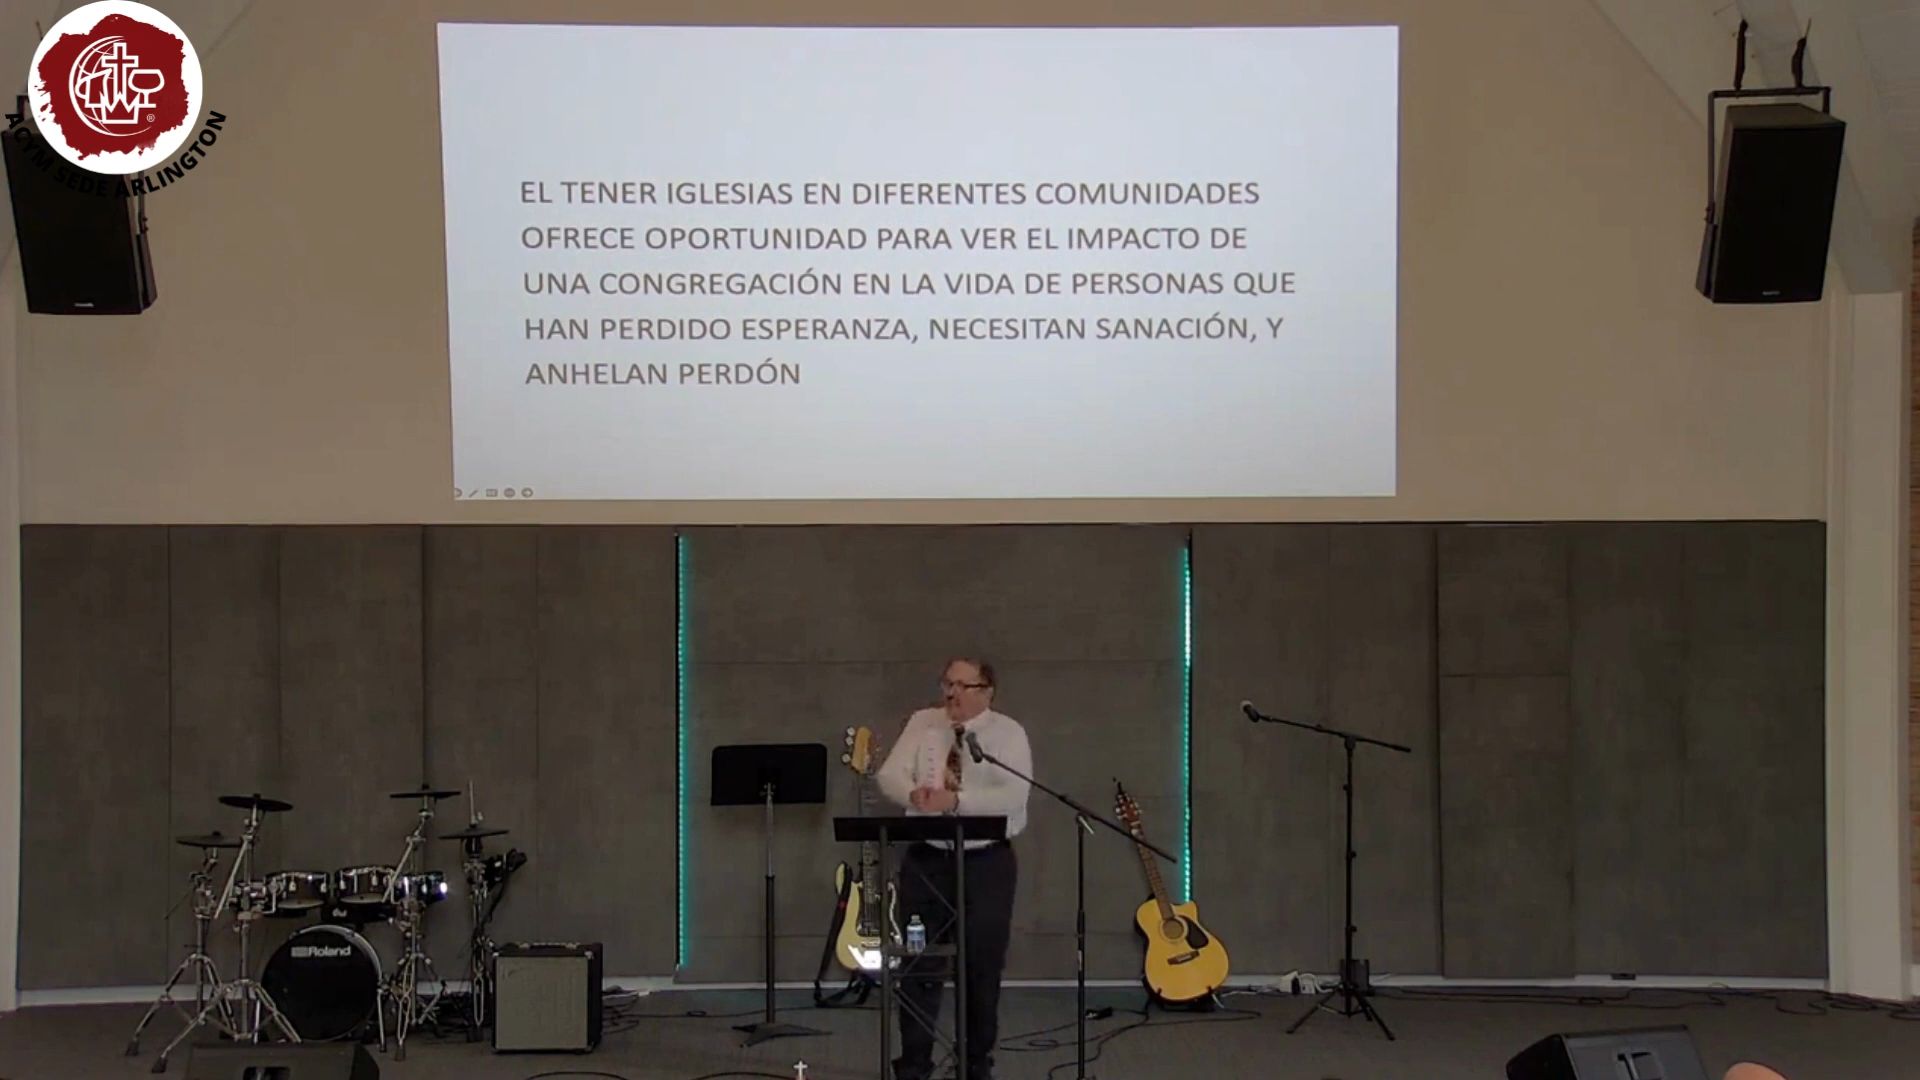 ACYM SEDE ARLINGTON
®
EL TENER IGLESIAS EN DIFERENTES COMUNIDADES
OFRECE OPORTUNIDAD PARA VER EL IMPACTO DE
UNA CONGREGACIÓN EN LA VIDA DE PERSONAS QUE
HAN PERDIDO ESPERANZA, NECESITAN SANACIÓN, Y
ANHELAN PERDÓN
Roland